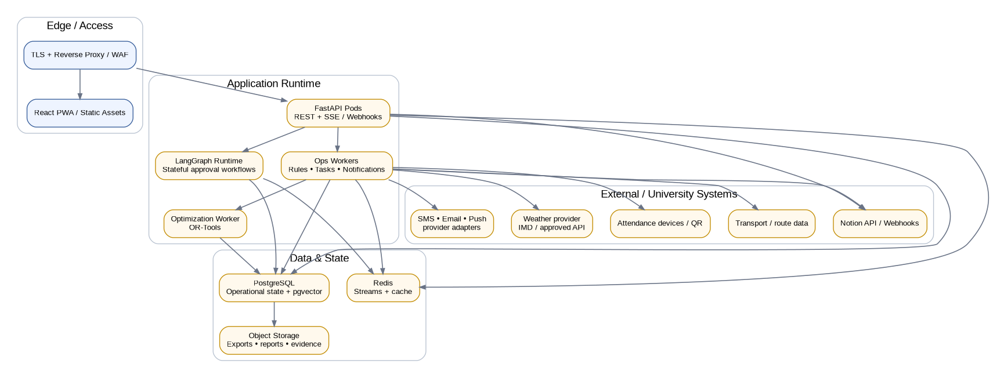 Edge / Access
TLS + Reverse Proxy / WAF
React PWA / Static Assets
Application Runtime
FastAPI Pods
REST + SSE / Webhooks
LangGraph Runtime
Stateful approval workflows
Ops Workers
Rules • Tasks • Notifications
Optimization Worker
OR-Tools
External / University Systems
SMS • Email • Push
provider adapters
Weather provider
IMD / approved API
Attendance devices / QR
Transport / route data
Notion API / Webhooks
Data & State
PostgreSQL
Operational state + pgvector
Redis
Streams + cache
Object Storage
Exports • reports • evidence